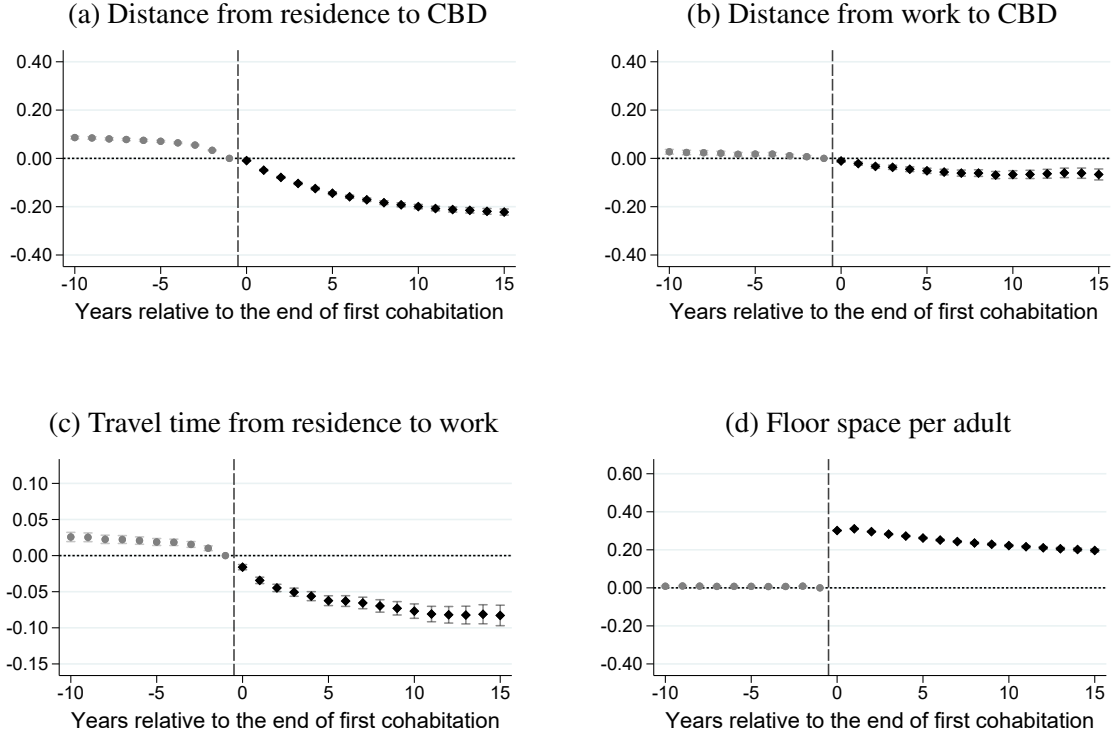 (a) Distance from residence to CBD
0.40
0.20
0.00
-0.20
-0.40
-10 -5 0 5 10 15
Years relative to the end of first cohabitation
(b) Distance from work to CBD
0.40
0.20
0.00
-0.20
-0.40
-10 -5 0 5 10 15
Years relative to the end of first cohabitation
(c) Travel time from residence to work
0.10
0.05
0.00
-0.05
-0.10
-0.15
-10 -5 0 5 10 15
Years relative to the end of first cohabitation
(d) Floor space per adult
0.60
0.40
0.20
0.00
-0.20
-0.40
-10 -5 0 5 10 15
Years relative to the end of first cohabitation